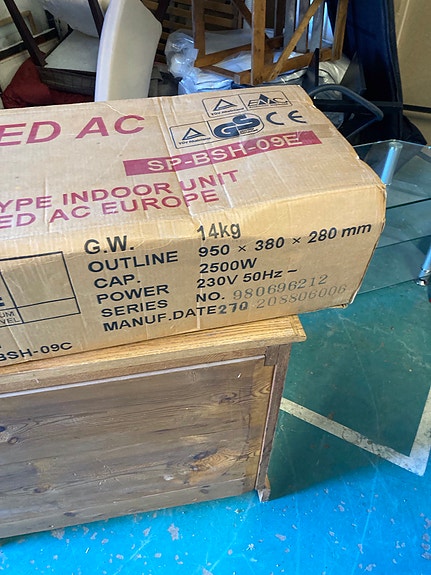 ED AC
GS CE
SP-BSH-09E
YPE INDOOR UNIT
ED AC EUROPE
G.W. 14kg
OUTLINE 950 × 380 × 280 mm
CAP. 2500W
POWER 230V 50Hz ~
SERIES NO. 980696212
MANUF.DATE 270 208806006
BSH-09C